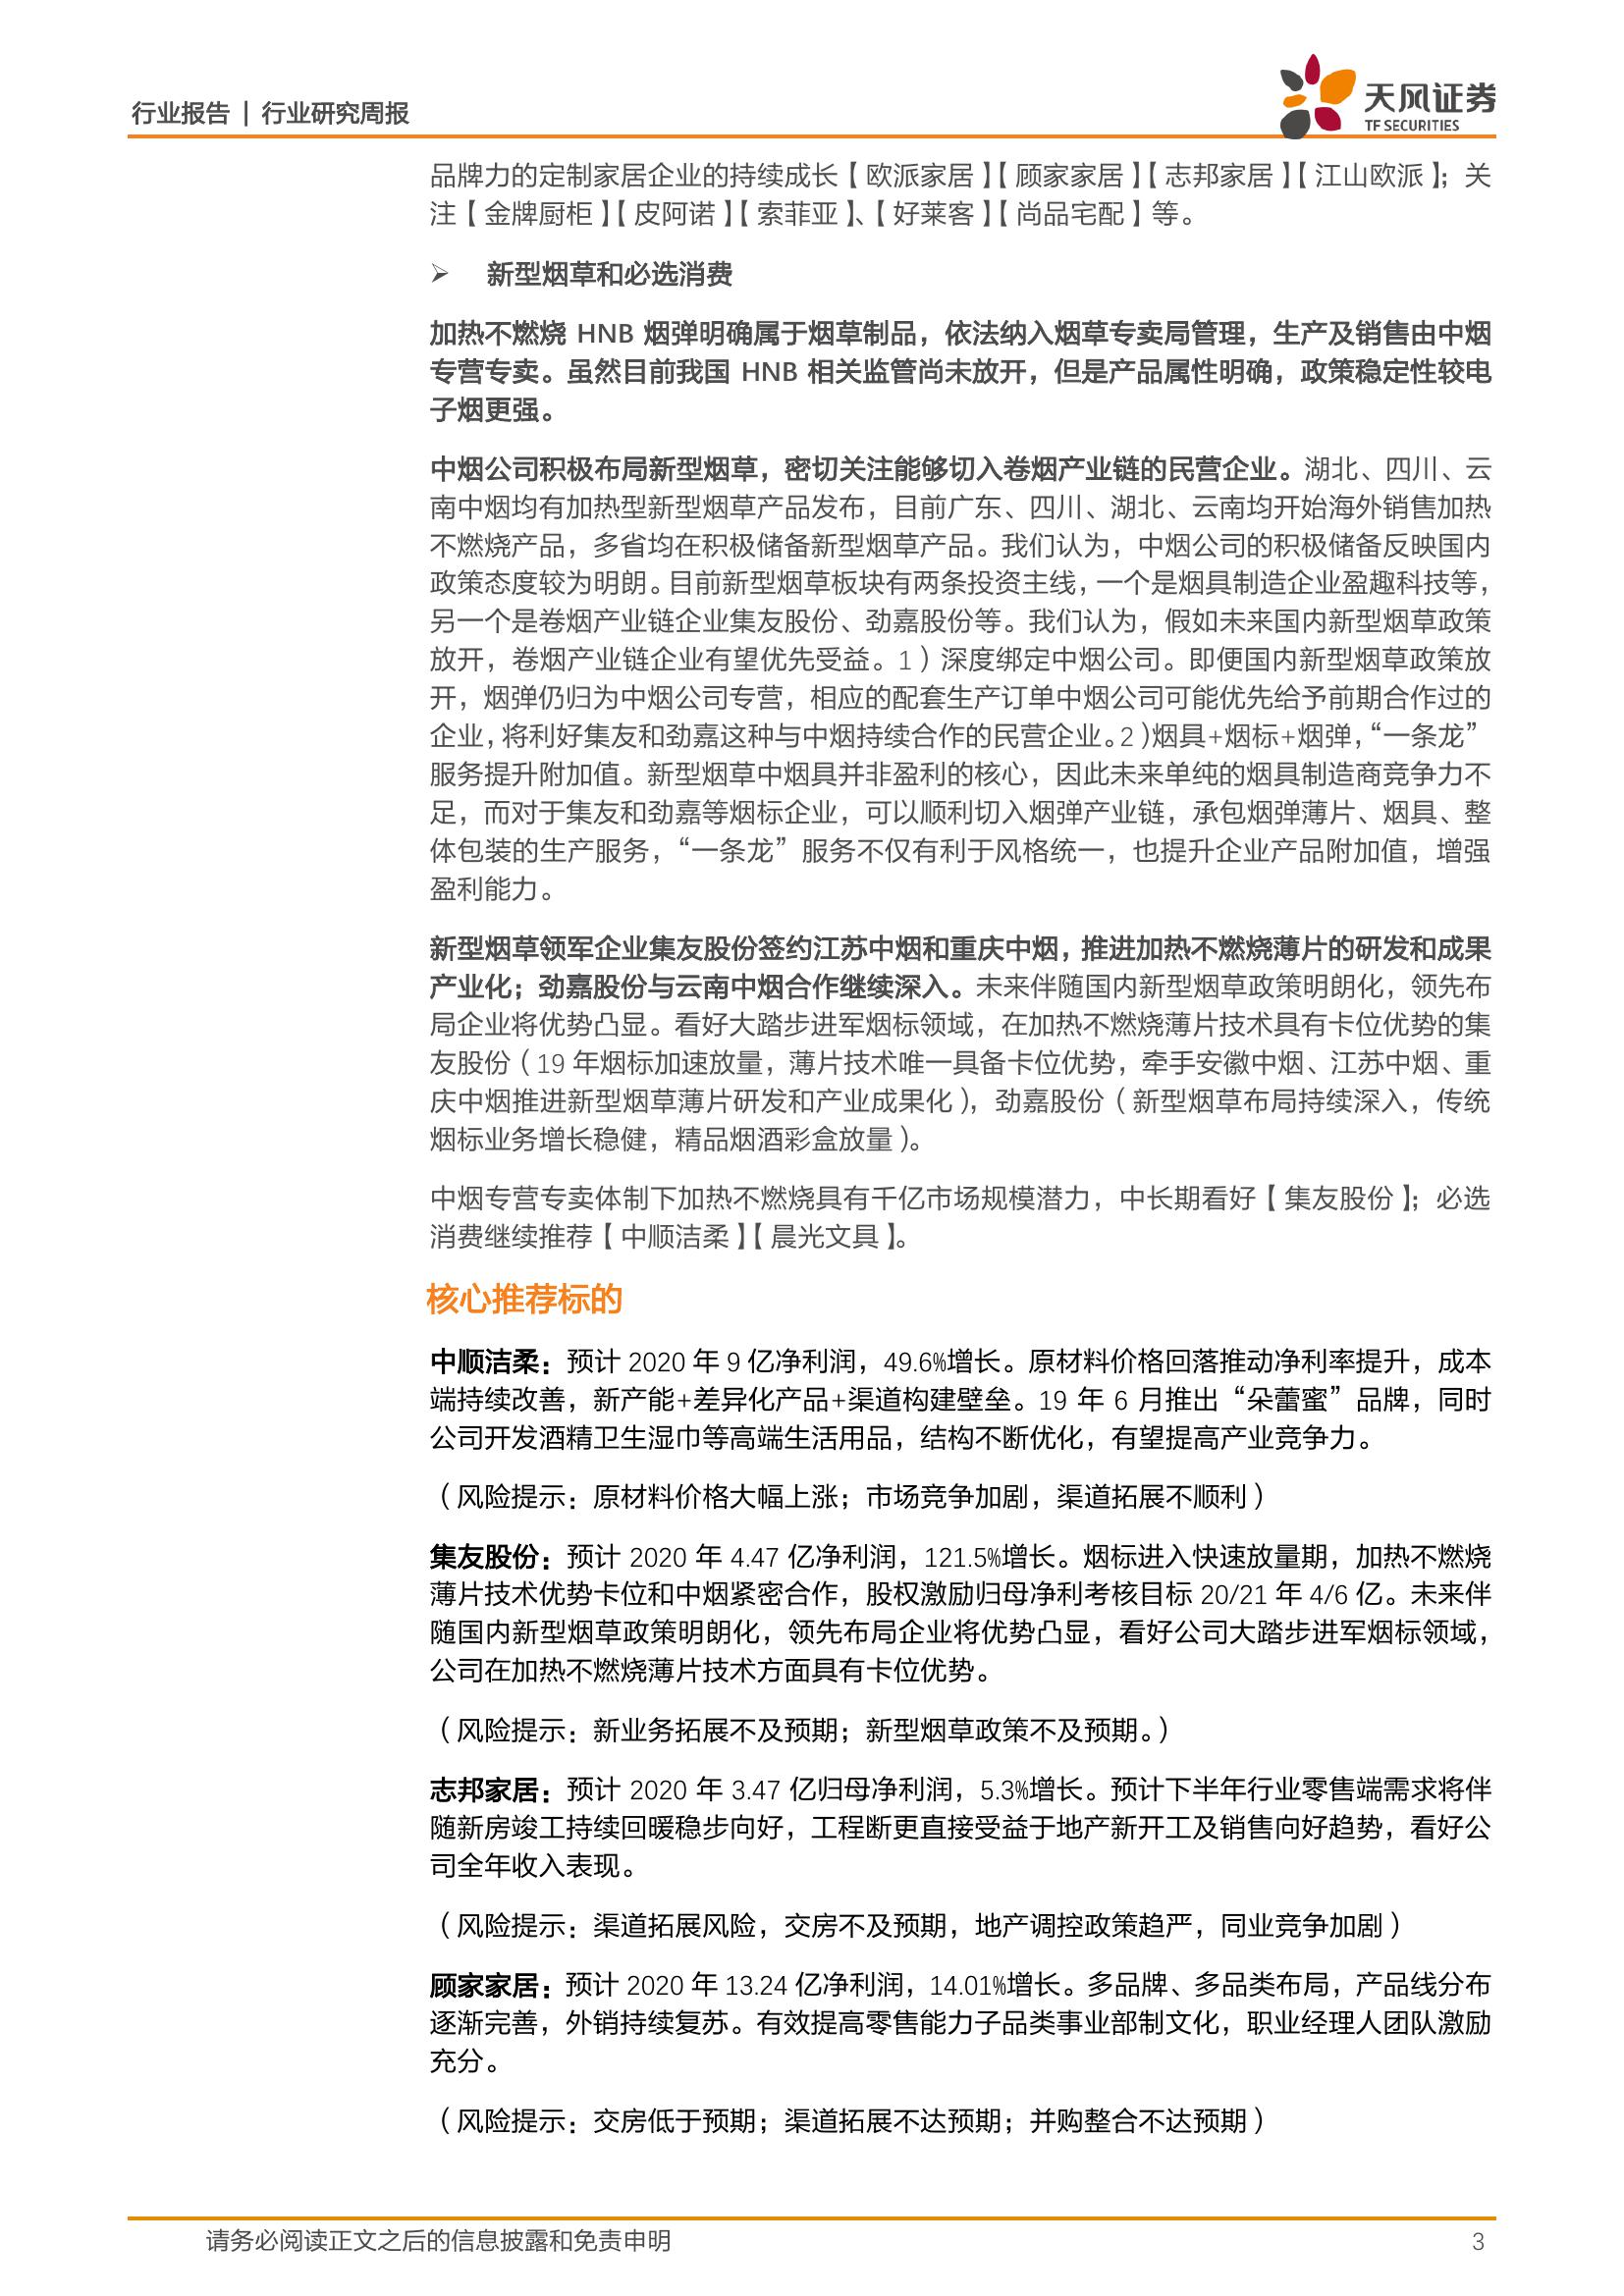 行业报告 | 行业研究周报
天风证券
TF SECURITIES
品牌力的定制家居企业的持续成长【欧派家居】【顾家家居】【志邦家居】【江山欧派】；关
注【金牌厨柜】【皮阿诺】【索菲亚】、【好莱客】【尚品宅配】等。
➢ 新型烟草和必选消费
加热不燃烧 HNB 烟弹明确属于烟草制品，依法纳入烟草专卖局管理，生产及销售由中烟
专营专卖。虽然目前我国 HNB 相关监管尚未放开，但是产品属性明确，政策稳定性较电
子烟更强。
中烟公司积极布局新型烟草，密切关注能够切入卷烟产业链的民营企业。湖北、四川、云
南中烟均有加热型新型烟草产品发布，目前广东、四川、湖北、云南均开始海外销售加热
不燃烧产品，多省均在积极储备新型烟草产品。我们认为，中烟公司的积极储备反映国内
政策态度较为明朗。目前新型烟草板块有两条投资主线，一个是烟具制造企业盈趣科技等，
另一个是卷烟产业链企业集友股份、劲嘉股份等。我们认为，假如未来国内新型烟草政策
放开，卷烟产业链企业有望优先受益。1）深度绑定中烟公司。即便国内新型烟草政策放
开，烟弹仍归为中烟公司专营，相应的配套生产订单中烟公司可能优先给予前期合作过的
企业，将利好集友和劲嘉这种与中烟持续合作的民营企业。2）烟具+烟标+烟弹，“一条龙”
服务提升附加值。新型烟草中烟具并非盈利的核心，因此未来单纯的烟具制造商竞争力不
足，而对于集友和劲嘉等烟标企业，可以顺利切入烟弹产业链，承包烟弹薄片、烟具、整
体包装的生产服务，“一条龙”服务不仅有利于风格统一，也提升企业产品附加值，增强
盈利能力。
新型烟草领军企业集友股份签约江苏中烟和重庆中烟，推进加热不燃烧薄片的研发和成果
产业化；劲嘉股份与云南中烟合作继续深入。未来伴随国内新型烟草政策明朗化，领先布
局企业将优势凸显。看好大踏步进军烟标领域，在加热不燃烧薄片技术具有卡位优势的集
友股份（19 年烟标加速放量，薄片技术唯一具备卡位优势，牵手安徽中烟、江苏中烟、重
庆中烟推进新型烟草薄片研发和产业成果化），劲嘉股份（新型烟草布局持续深入，传统
烟标业务增长稳健，精品烟酒彩盒放量）。
中烟专营专卖体制下加热不燃烧具有千亿市场规模潜力，中长期看好【集友股份】；必选
消费继续推荐【中顺洁柔】【晨光文具】。
核心推荐标的
中顺洁柔：预计 2020 年 9 亿净利润，49.6%增长。原材料价格回落推动净利率提升，成本
端持续改善，新产能+差异化产品+渠道构建壁垒。19 年 6 月推出“朵蕾蜜”品牌，同时
公司开发酒精卫生湿巾等高端生活用品，结构不断优化，有望提高产业竞争力。
（风险提示：原材料价格大幅上涨；市场竞争加剧，渠道拓展不顺利）
集友股份：预计 2020 年 4.47 亿净利润，121.5%增长。烟标进入快速放量期，加热不燃烧
薄片技术优势卡位和中烟紧密合作，股权激励归母净利考核目标 20/21 年 4/6 亿。未来伴
随国内新型烟草政策明朗化，领先布局企业将优势凸显，看好公司大踏步进军烟标领域，
公司在加热不燃烧薄片技术方面具有卡位优势。
（风险提示：新业务拓展不及预期；新型烟草政策不及预期。）
志邦家居：预计 2020 年 3.47 亿归母净利润，5.3%增长。预计下半年行业零售端需求将伴
随新房竣工持续回暖稳步向好，工程断更直接受益于地产新开工及销售向好趋势，看好公
司全年收入表现。
（风险提示：渠道拓展风险，交房不及预期，地产调控政策趋严，同业竞争加剧）
顾家家居：预计 2020 年 13.24 亿净利润，14.01%增长。多品牌、多品类布局，产品线分布
逐渐完善，外销持续复苏。有效提高零售能力子品类事业部制文化，职业经理人团队激励
充分。
（风险提示：交房低于预期；渠道拓展不达预期；并购整合不达预期）
请务必阅读正文之后的信息披露和免责申明
3